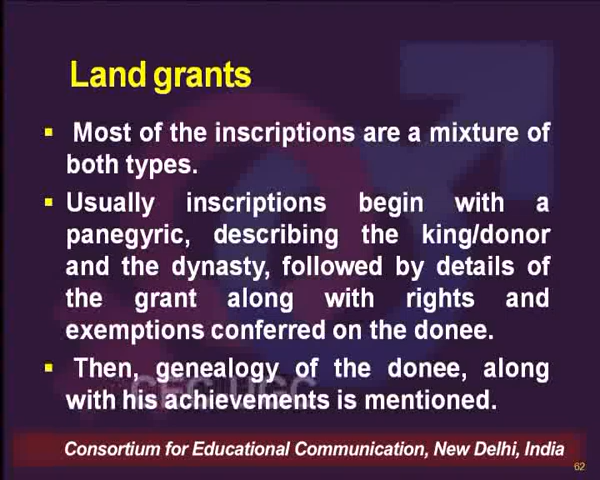 Land grants
▪ Most of the inscriptions are a mixture of
both types.
▪ Usually inscriptions begin with a
panegyric, describing the king/donor
and the dynasty, followed by details of
the grant along with rights and
exemptions conferred on the donee.
▪ Then, genealogy of the donee, along
with his achievements is mentioned.
CEC UGC
Consortium for Educational Communication, New Delhi, India
62